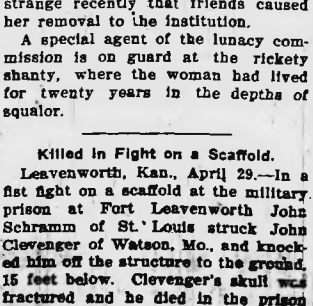 strange recently that friends caused
her removal to the institution.
A special agent of the lunacy com-
mission is on guard at the rickety
shanty, where the woman had lived
for twenty years in the depths of
squalor.
Killed in Fight on a Scaffold.
Leavenworth, Kan., April 29.—In a
fist fight on a scaffold at the military
prison at Fort Leavenworth John
Schramm of St. Louis struck John
Clevenger of Watson, Mo., and knock-
ed him off the structure to the ground,
15 feet below. Clevenger's skull was
fractured and he died in the prison